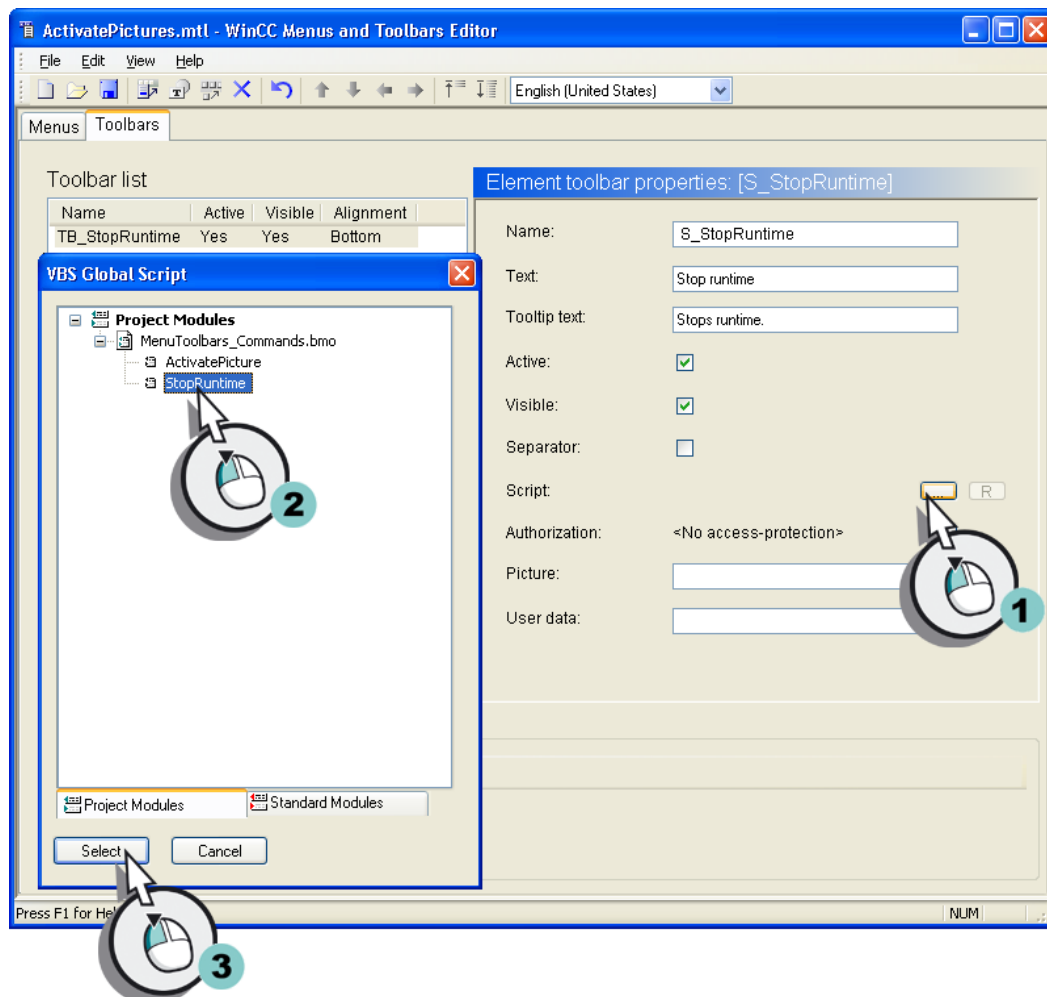 ActivatePictures.mtl - WinCC Menus and Toolbars Editor
File Edit View Help
English (United States)
Menus Toolbars
Toolbar list
Name Active Visible Alignment
TB_StopRuntime Yes Yes Bottom
VBS Global Script
Project Modules
MenuToolbars_Commands.bmo
ActivatePicture
StopRuntime
2
Project Modules Standard Modules
Select Cancel
Element toolbar properties: [S_StopRuntime]
Name: S_StopRuntime
Text: Stop runtime
Tooltip text: Stops runtime.
Active:
Visible:
Separator:
Script: ... R
Authorization: <No access-protection>
Picture:
User data:
1
Press F1 for He
NUM
3